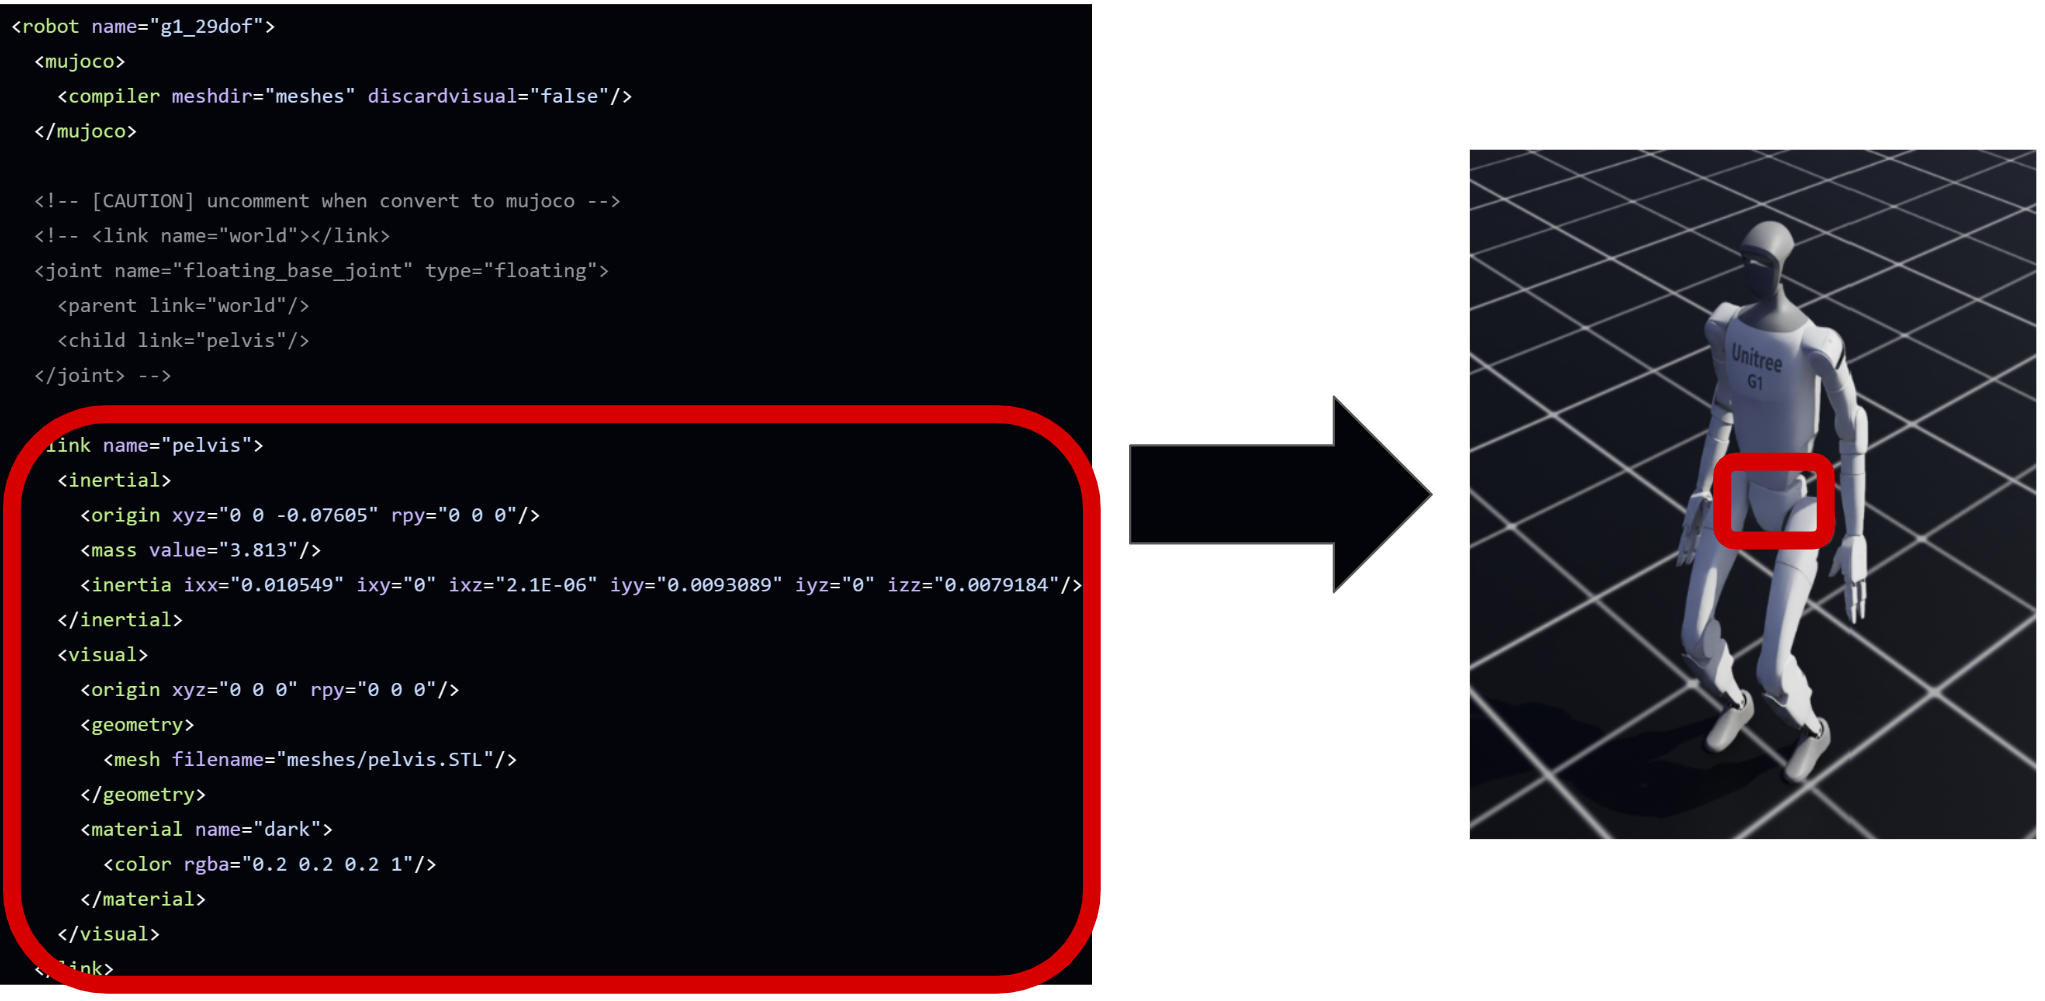 <robot name="g1_29dof">
<mujoco>
<compiler meshdir="meshes" discardvisual="false"/>
</mujoco>
<!-- [CAUTION] uncomment when convert to mujoco -->
<!-- <link name="world"></link>
<joint name="floating_base_joint" type="floating">
<parent link="world"/>
<child link="pelvis"/>
</joint> -->
link name="pelvis">
<inertial>
<origin xyz="0 0 -0.07605" rpy="0 0 0"/>
<mass value="3.813"/>
<inertia ixx="0.010549" ixy="0" ixz="2.1E-06" iyy="0.0093089" iyz="0" izz="0.0079184"/>
</inertial>
<visual>
<origin xyz="0 0 0" rpy="0 0 0"/>
<geometry>
<mesh filename="meshes/pelvis.STL"/>
</geometry>
<material name="dark">
<color rgba="0.2 0.2 0.2 1"/>
</material>
</visual>
</link>
Unitree
G1